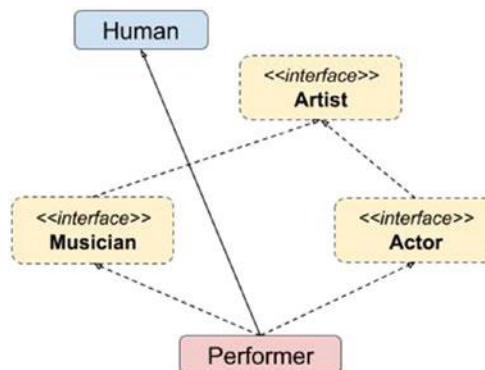 Human
<<interface>>
Artist
<<interface>>
Musician
<<interface>>
Actor
Performer